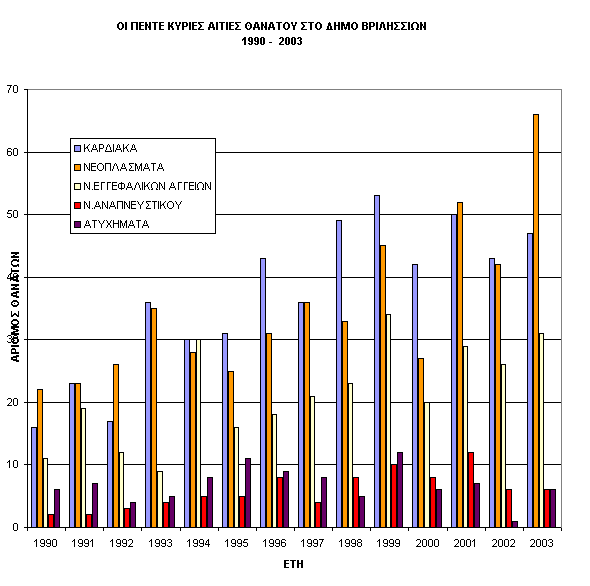 ΟΙ ΠΕΝΤΕ ΚΥΡΙΕΣ ΑΙΤΙΕΣ ΘΑΝΑΤΟΥ ΣΤΟ ΔΗΜΟ ΒΡΙΛΗΣΣΙΩΝ
1990 - 2003
70
60
50
40
30
20
10
0
ΑΡΙΘΜΟΣ ΘΑΝΑΤΩΝ
ΚΑΡΔΙΑΚΑ
ΝΕΟΠΛΑΣΜΑΤΑ
Ν.ΕΓΓΕΦΑΛΙΚΩΝ ΑΓΓΕΙΩΝ
Ν.ΑΝΑΠΝΕΥΣΤΙΚΟΥ
ΑΤΥΧΗΜΑΤΑ
1990 1991 1992 1993 1994 1995 1996 1997 1998 1999 2000 2001 2002 2003
ΕΤΗ